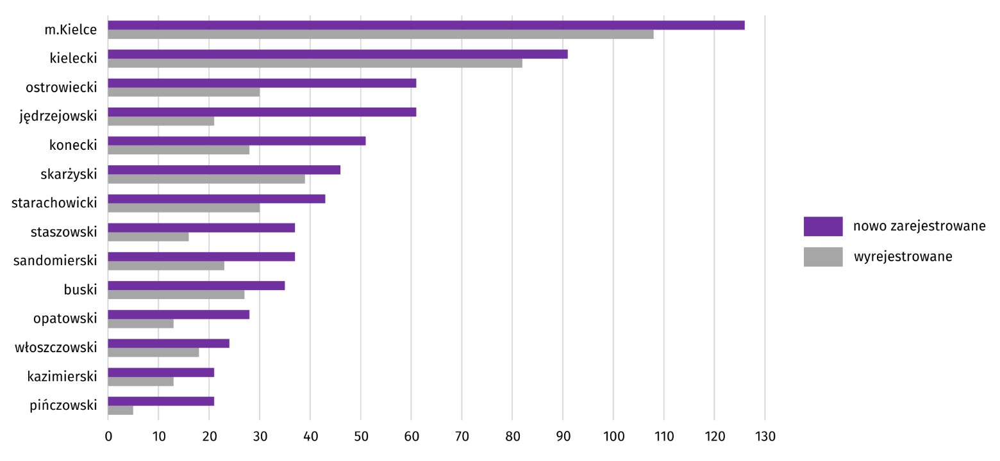 m.Kielce
kielecki
ostrowiecki
jędrzejowski
konecki
skarżyski
starachowicki
staszowski
sandomierski
buski
opatowski
włoszczowski
kazimierski
pińczowski
0 10 20 30 40 50 60 70 80 90 100 110 120 130
nowo zarejestrowane
wyrejestrowane